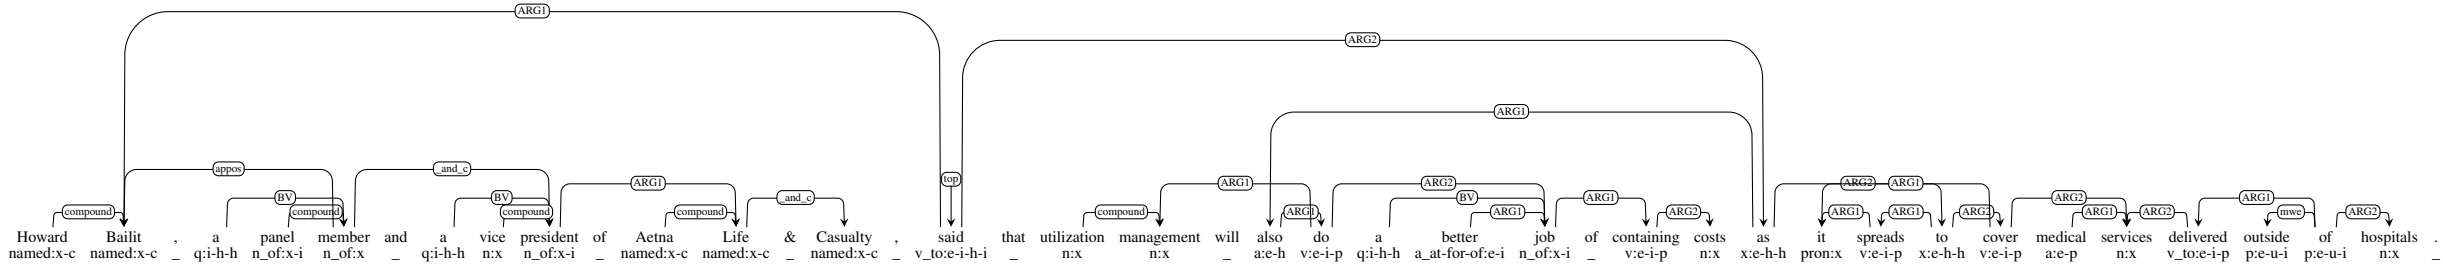 ARG1
ARG2
ARG1
appos _and_c top
ARG1 ARG1 ARG2 ARG2 ARG1
BV BV _and_c BV ARG2 ARG1
compound compound compound compound compound ARG1 ARG1 ARG1 ARG2 ARG1 ARG1 ARG2 ARG1 ARG2 mwe ARG2
Howard Bailit , a panel member and a vice president of Aetna Life & Casualty , said that utilization management will also do a better job of containing costs as it spreads to cover medical services delivered outside of hospitals .
named:x-c named:x-c _ q:i-h-h n_of:x-i n_of:x _ q:i-h-h n:x n_of:x-i _ named:x-c named:x-c _ named:x-c _ v_to:e-i-h-i _ n:x n:x _ a:e-h v:e-i-p q:i-h-h a_at-for-of:e-i n_of:x-i _ v:e-i-p n:x x:e-h-h pron:x v:e-i-p x:e-h-h v:e-i-p a:e-p n:x v_to:e-i-p p:e-u-i p:e-u-i n:x _